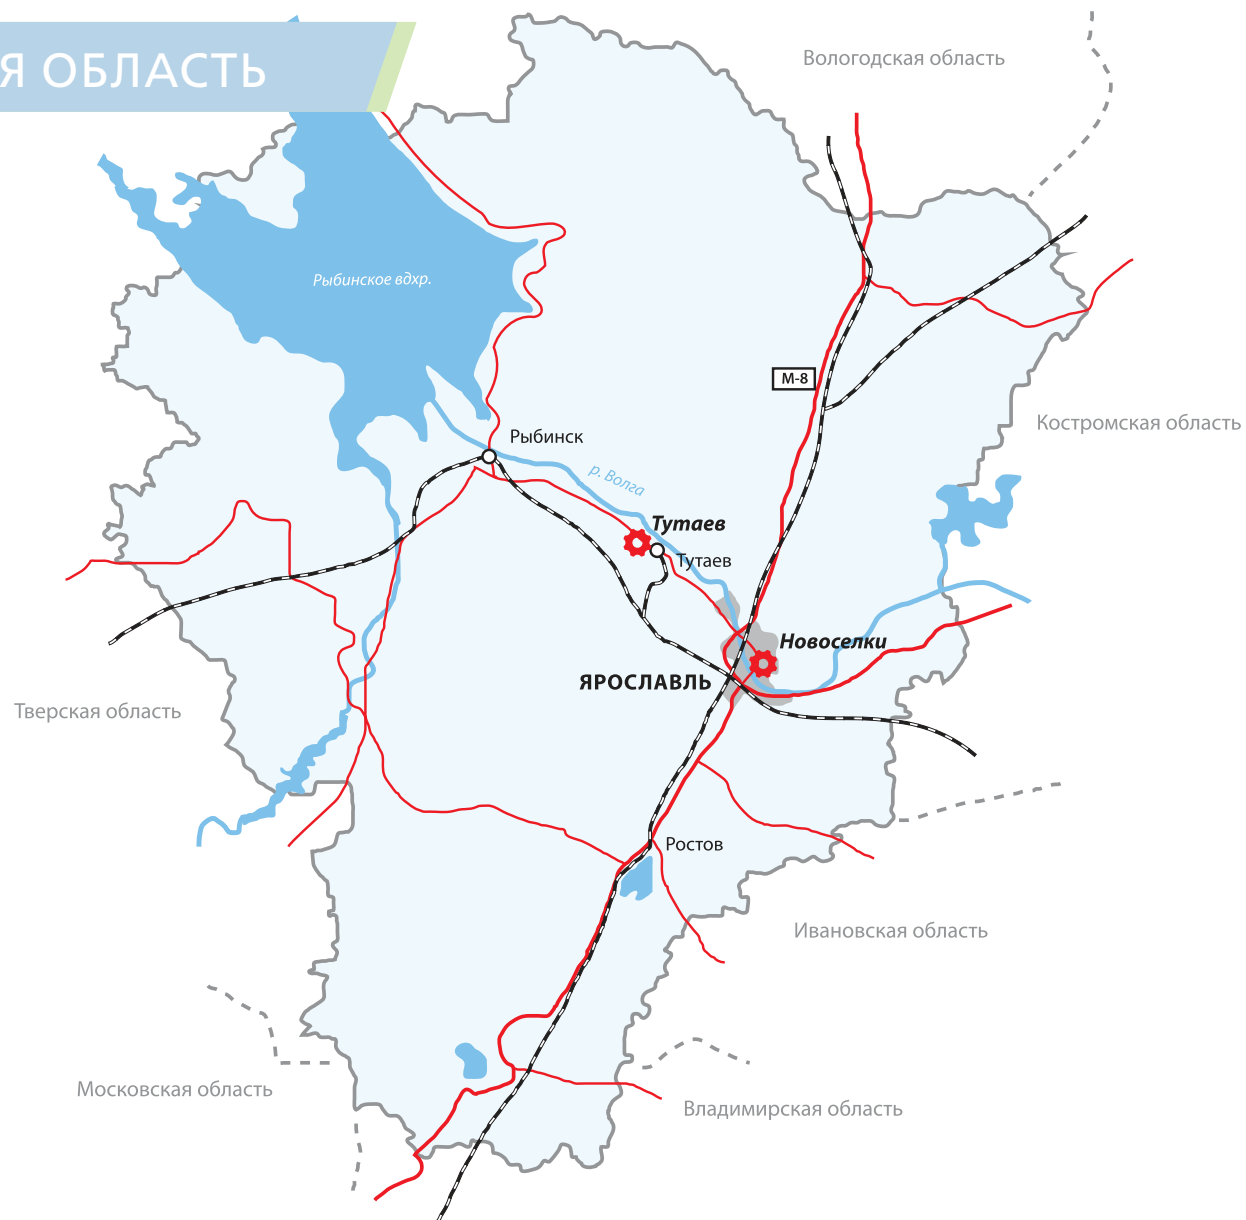 Я ОБЛАСТЬ
Вологодская область
Рыбинское вдхр.
М-8
Костромская область
Рыбинск
р. Волга
Тутаев
Тутаев
Новоселки
ЯРОСЛАВЛЬ
Тверская область
Ростов
Ивановская область
Московская область
Владимирская область